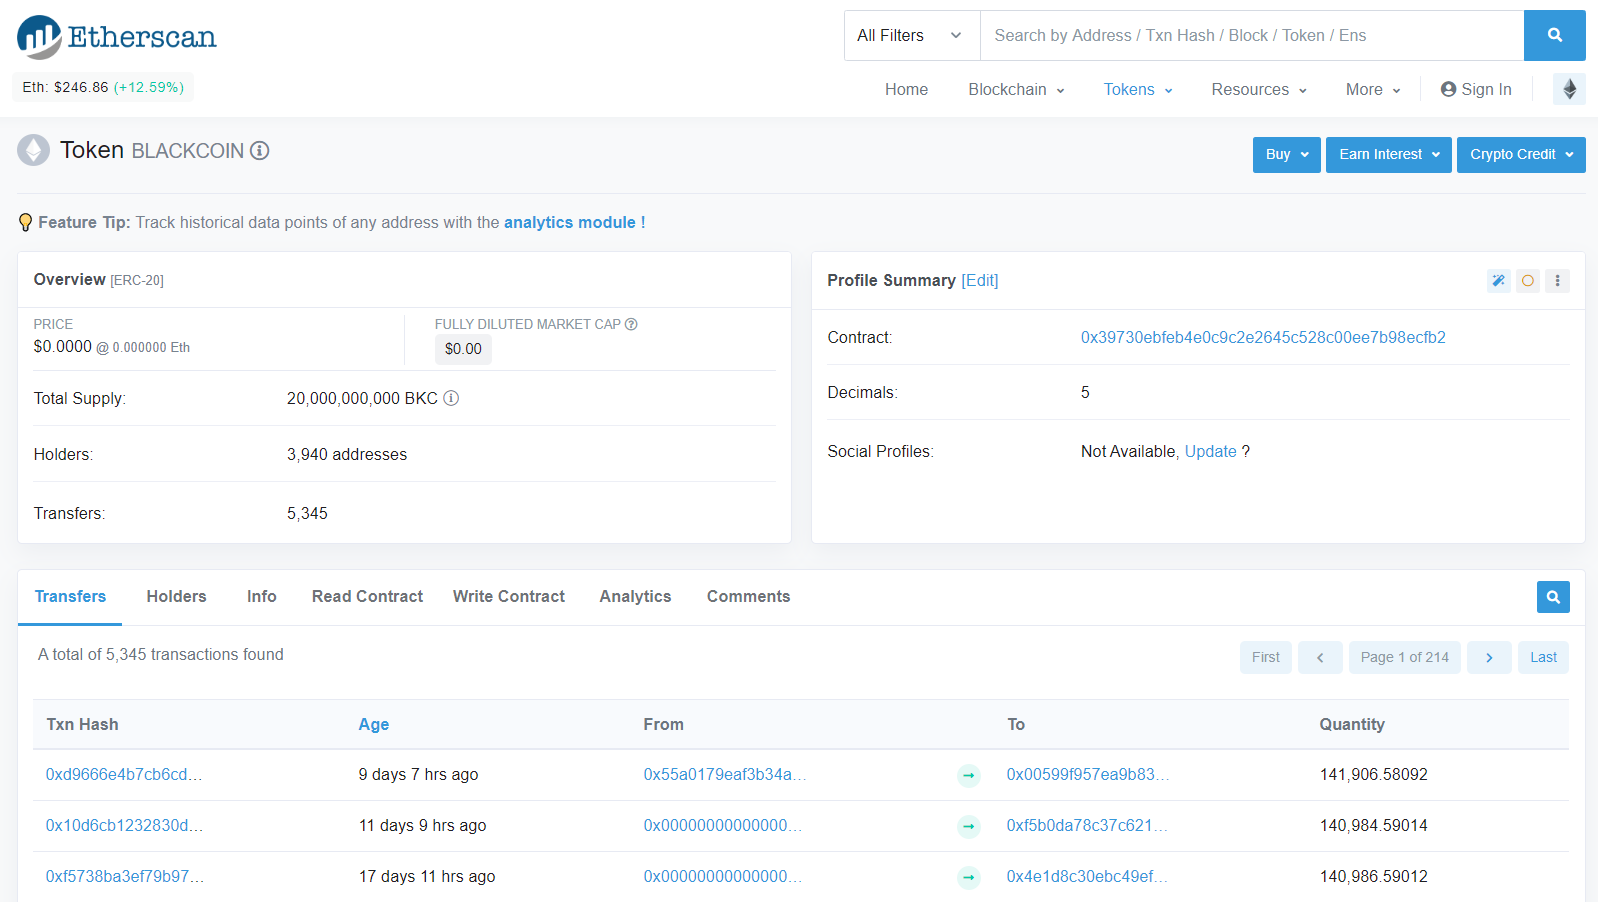 Etherscan
All Filters
Search by Address / Txn Hash / Block / Token / Ens
Eth: $246.86 (+12.59%)
Home Blockchain Tokens Resources More Sign In
Token BLACKCOIN
Buy Earn Interest Crypto Credit
Feature Tip: Track historical data points of any address with the analytics module !
Overview [ERC-20]
PRICE
$0.0000 @ 0.000000 Eth
FULLY DILUTED MARKET CAP
$0.00
Total Supply: 20,000,000,000 BKC
Holders: 3,940 addresses
Transfers: 5,345
Profile Summary [Edit]
Contract: 0x39730ebfeb4e0c9c2e2645c528c00ee7b98ecfb2
Decimals: 5
Social Profiles: Not Available, Update ?
Transfers Holders Info Read Contract Write Contract Analytics Comments
A total of 5,345 transactions found
First Page 1 of 214 Last
Txn Hash Age From To Quantity
0xd9666e4b7cb6cd... 9 days 7 hrs ago 0x55a0179eaf3b34a... 0x00599f957ea9b83... 141,906.58092
0x10d6cb1232830d... 11 days 9 hrs ago 0x00000000000000... 0xf5b0da78c37c621... 140,984.59014
0xf5738ba3ef79b97... 17 days 11 hrs ago 0x00000000000000... 0x4e1d8c30ebc49ef... 140,986.59012